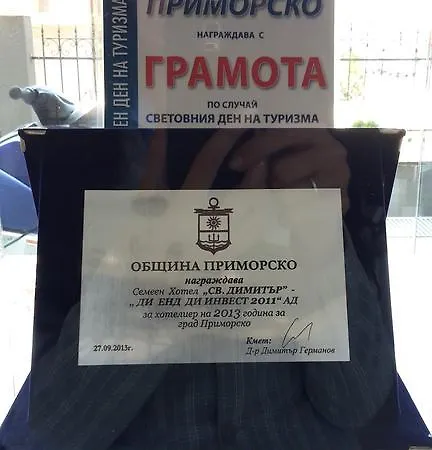 ПРИМОРСКО
НАГРАЖДАВА С
ГРАМОТА
ПО СЛУЧАЙ
СВЕТОВНИЯ ДЕН НА ТУРИЗМА
ЕН ДЕН НА ТУРИЗМА
ОБЩИНА ПРИМОРСКО
награждава
Семеен Хотел „СВ. ДИМИТЪР" -
„ ДИ ЕНД ДИ ИНВЕСТ 2011“ АД
за хотелиер на 2013 година за
град Приморско
27.09.2013г.
Кмет:
Д-р Димитър Германов